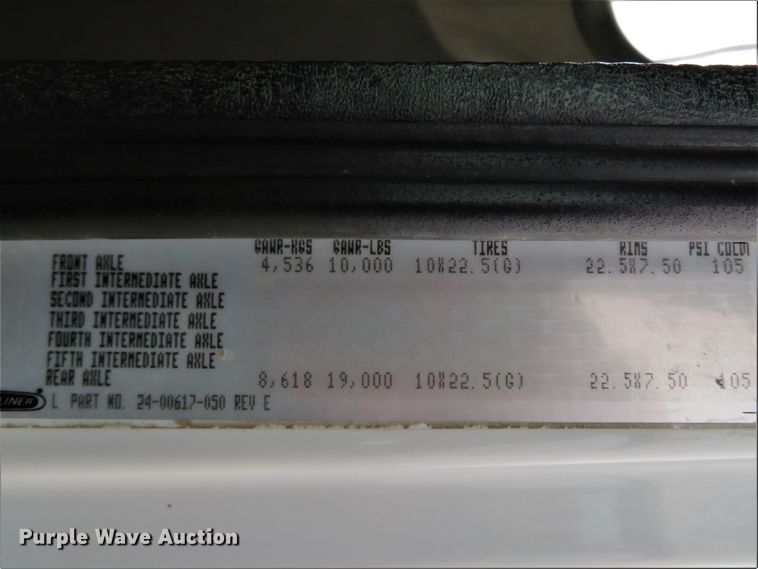 GAWR-KGS GAWR-LBS TIRES RIMS PSI COLD
FRONT AXLE 4,536 10,000 10X22.5(G) 22.5X7.50 105
FIRST INTERMEDIATE AXLE
SECOND INTERMEDIATE AXLE
THIRD INTERMEDIATE AXLE
FOURTH INTERMEDIATE AXLE
FIFTH INTERMEDIATE AXLE
REAR AXLE 8,618 19,000 10X22.5(G) 22.5X7.50 105
LINER L PART NO. 24-00617-050 REV E
Purple Wave Auction